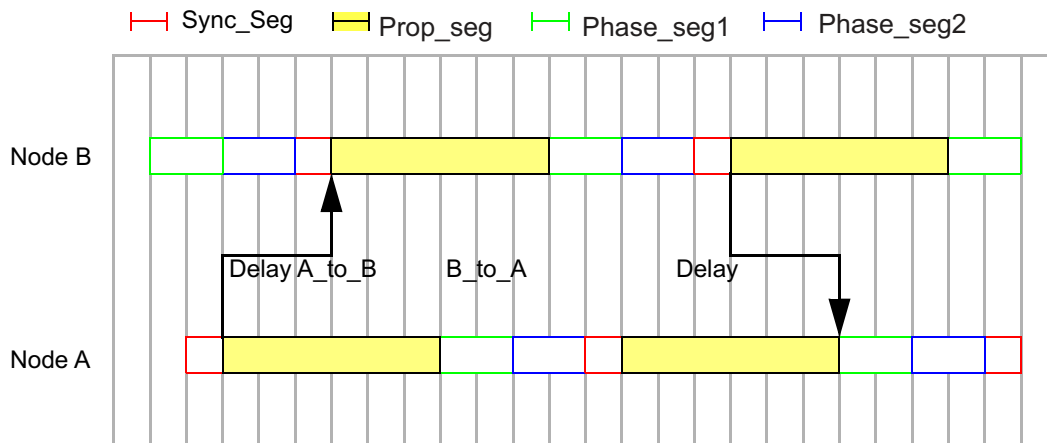 Sync_Seg Prop_seg Phase_seg1 Phase_seg2
Node B
Delay A_to_B B_to_A Delay
Node A